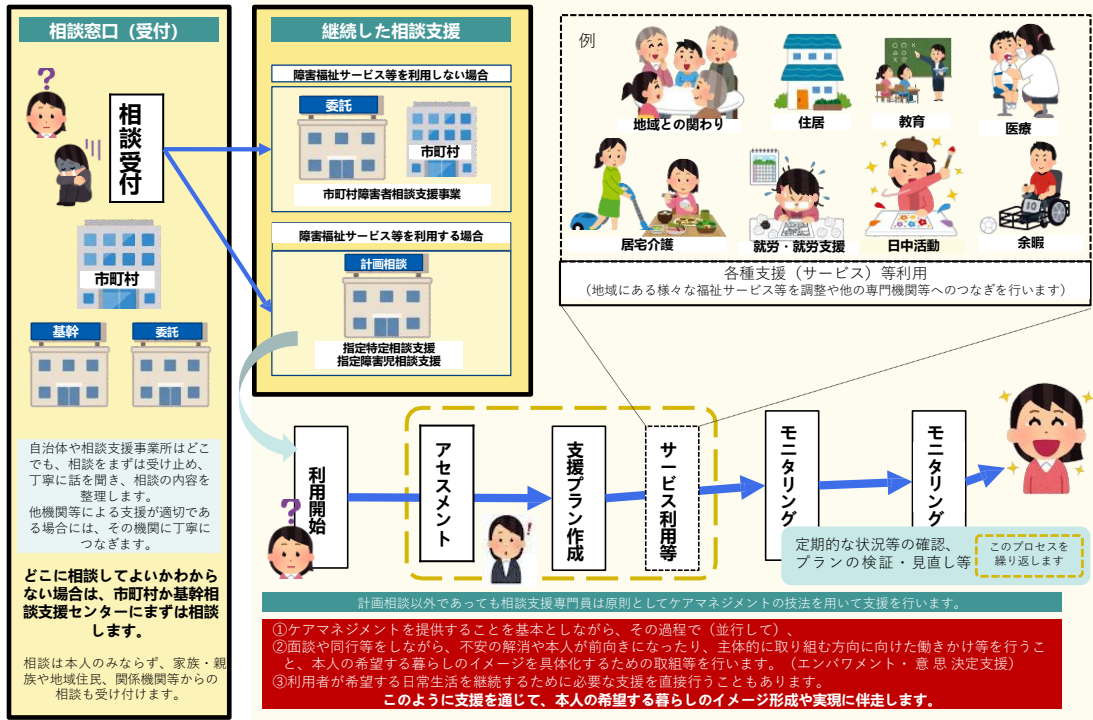 相談窓口（受付）
?
相談受付
市町村
基幹
委託
自治体や相談支援事業所はどこ
でも、相談をまずは受け止め、
丁寧に話を聞き、相談の内容を
整理します。
他機関等による支援が適切であ
る場合には、その機関に丁寧に
つなぎます。
どこに相談してよいかわから
ない場合は、市町村か基幹相
談支援センターにまずは相談
します。
相談は本人のみならず、家族・親
族や地域住民、関係機関等からの
相談も受け付けます。
継続した相談支援
障害福祉サービス等を利用しない場合
委託
市町村
市町村障害者相談支援事業
障害福祉サービス等を利用する場合
計画相談
指定特定相談支援
指定障害児相談支援
例
地域との関わり
住居
教育
医療
居宅介護
就労・就労支援
日中活動
余暇
10
各種支援（サービス）等利用
（地域にある様々な福祉サービス等を調整や他の専門機関等へのつなぎを行います）
利用開始
?
アセスメント
!
支援プラン作成
サービス利用等
モニタリング
モニタリング
定期的な状況等の確認、
プランの検証・見直し等
このプロセスを
繰り返します
計画相談以外であっても相談支援専門員は原則としてケアマネジメントの技法を用いて支援を行います。
①ケアマネジメントを提供することを基本としながら、その過程で（並行して）、
②面談や同行等をしながら、不安の解消や本人が前向きになったり、主体的に取り組む方向に向けた働きかけ等を行うこ
と、本人の希望する暮らしのイメージを具体化するための取組等を行います。（エンパワメント・意思決定支援）
③利用者が希望する日常生活を継続するために必要な支援を直接行うこともあります。
このように支援を通じて、本人の希望する暮らしのイメージ形成や実現に伴走します。